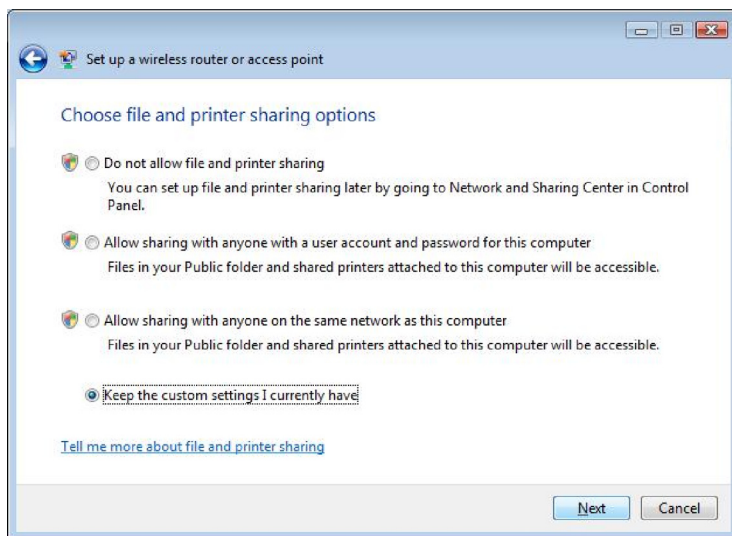 Set up a wireless router or access point
Choose file and printer sharing options
Do not allow file and printer sharing
You can set up file and printer sharing later by going to Network and Sharing Center in Control
Panel.
Allow sharing with anyone with a user account and password for this computer
Files in your Public folder and shared printers attached to this computer will be accessible.
Allow sharing with anyone on the same network as this computer
Files in your Public folder and shared printers attached to this computer will be accessible.
Keep the custom settings I currently have
Tell me more about file and printer sharing
Next Cancel